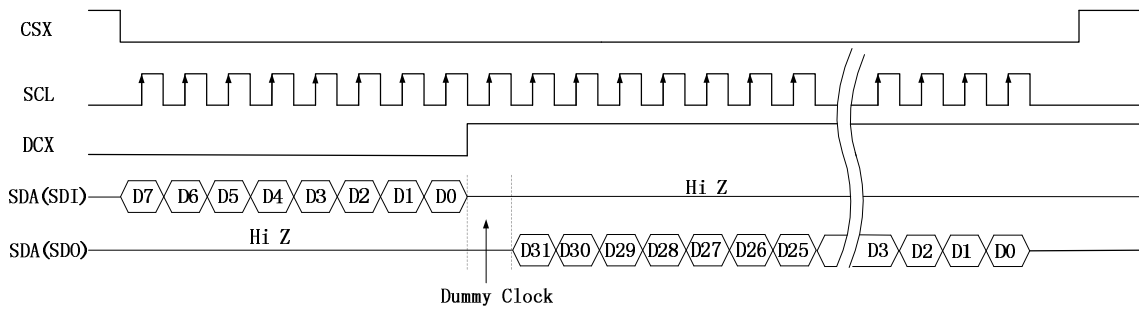 CSX
SCL
DCX
SDA(SDI) D7 D6 D5 D4 D3 D2 D1 D0 Hi Z
SDA(SDO) Hi Z D31 D30 D29 D28 D27 D26 D25 D3 D2 D1 D0
Dummy Clock